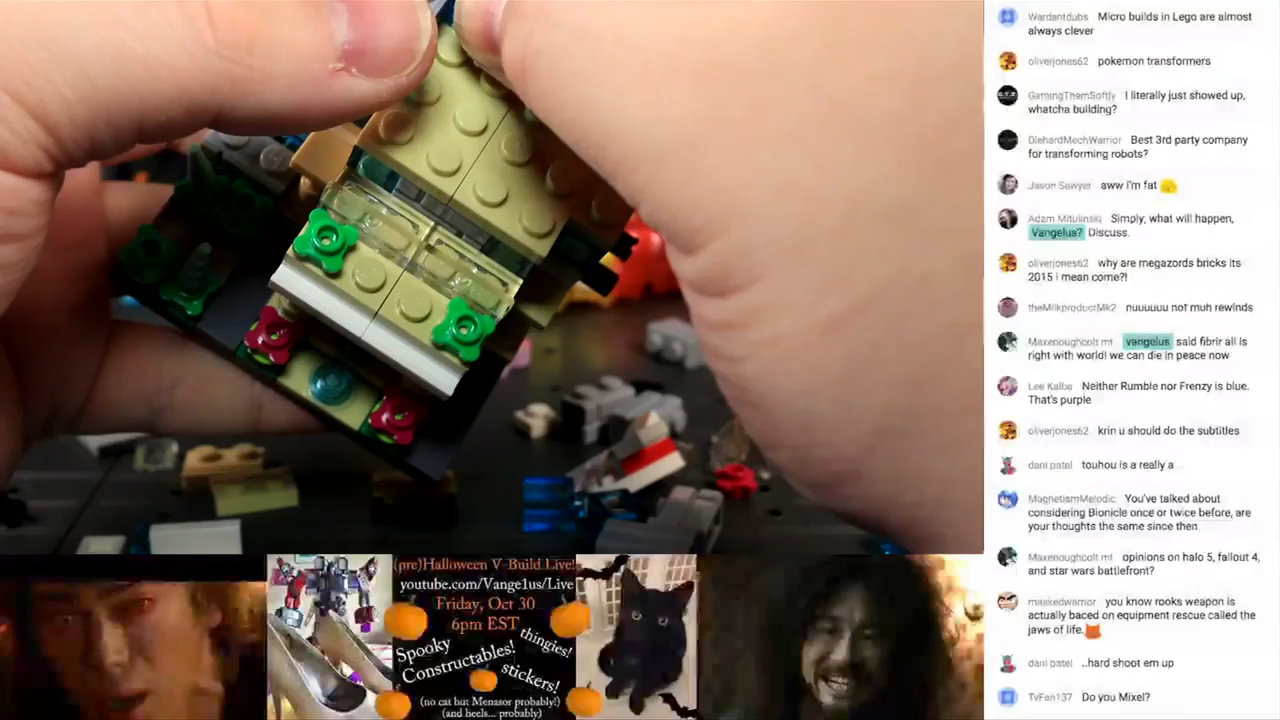 Wardantdubs Micro builds in Lego are almost
always clever
oliverjones62 pokemon transformers
GamingThemSoftly I literally just showed up,
whatcha building?
DiehardMechWarrior Best 3rd party company
for transforming robots?
Jason Sawyer aww i'm fat
Adam Mitulinski Simply, what will happen,
Vangelus? Discuss.
oliverjones62 why are megazords bricks its
2015 i mean come?!
theMilkproductMk2 nuuuuuu not muh rewinds
Maxenoughcolt mt vangelus said fibrir all is
right with world! we can die in peace now
Lee Kalba Neither Rumble nor Frenzy is blue.
That's purple
oliverjones62 krin u should do the subtitles
dani patel touhou is a really a
MagnetismMelodic You've talked about
considering Bionicle once or twice before, are
your thoughts the same since then
Maxenoughcolt mt opinions on halo 5, fallout 4,
and star wars battlefront?
maskedwarrior you know rooks weapon is
actually baced on equipment rescue called the
jaws of life.
dani patel ..hard shoot em up
TvFan137 Do you Mixel?
(pre)Halloween V-Build Live!
youtube.com/Vange1us/Live
Friday, Oct 30
6pm EST
Spooky thingies!
Constructables!
stickers!
(no cat but Menasor probably!)
(and heels... probably)